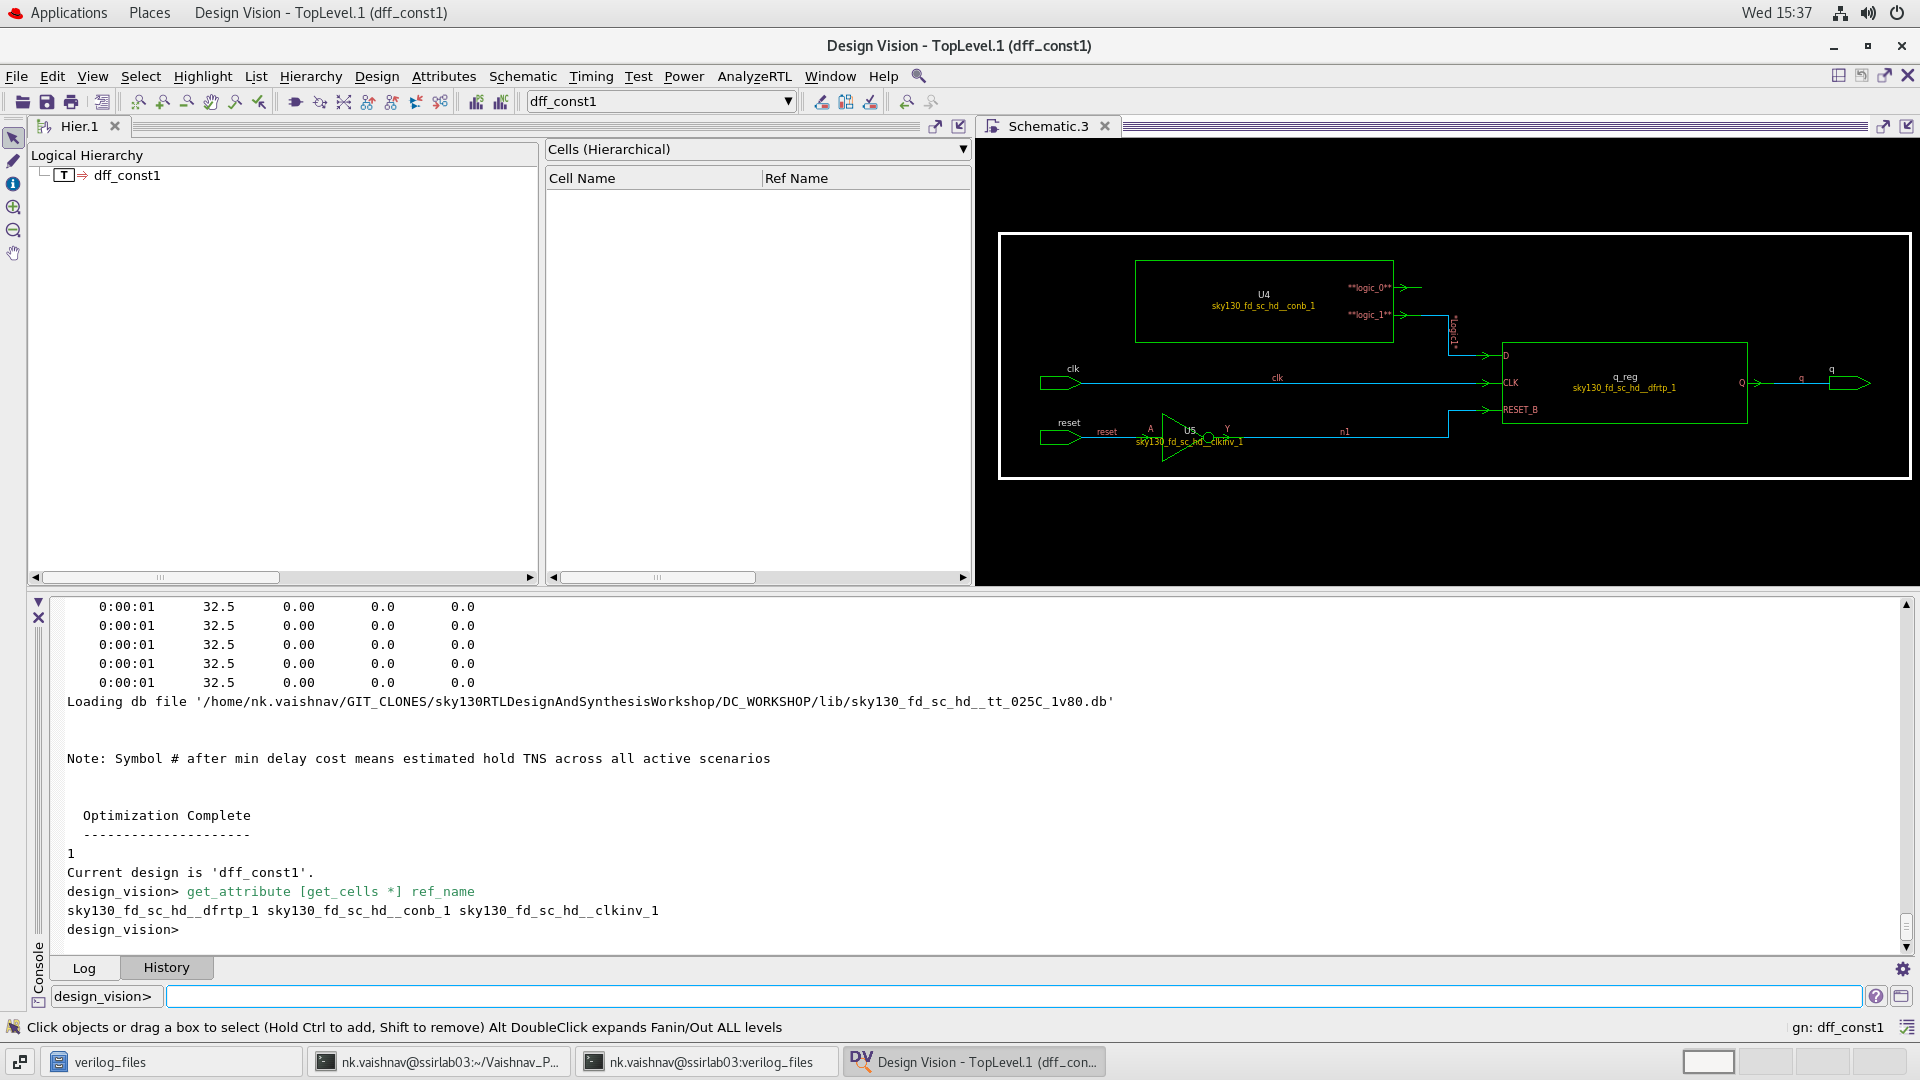 Applications Places Design Vision - TopLevel.1 (dff_const1) Wed 15:37
Design Vision - TopLevel.1 (dff_const1)
File Edit View Select Highlight List Hierarchy Design Attributes Schematic Timing Test Power AnalyzeRTL Window Help
dff_const1
Hier.1
Schematic.3
Logical Hierarchy
T dff_const1
Cells (Hierarchical)
Cell Name Ref Name
U4
sky130_fd_sc_hd__conb_1
**logic_0**
**logic_1**
*Logic1*
clk
clk
reset
reset
A
U5
sky130_fd_sc_hd__clkinv_1
Y
n1
D
CLK
RESET_B
q_reg
sky130_fd_sc_hd__dfrtp_1
Q
q
q
0:00:01 32.5 0.00 0.0 0.0
0:00:01 32.5 0.00 0.0 0.0
0:00:01 32.5 0.00 0.0 0.0
0:00:01 32.5 0.00 0.0 0.0
0:00:01 32.5 0.00 0.0 0.0
Loading db file '/home/nk.vaishnav/GIT_CLONES/sky130RTLDesignAndSynthesisWorkshop/DC_WORKSHOP/lib/sky130_fd_sc_hd__tt_025C_1v80.db'
Note: Symbol # after min delay cost means estimated hold TNS across all active scenarios
Optimization Complete
---------------------
1
Current design is 'dff_const1'.
design_vision> get_attribute [get_cells *] ref_name
sky130_fd_sc_hd__dfrtp_1 sky130_fd_sc_hd__conb_1 sky130_fd_sc_hd__clkinv_1
design_vision>
Console
Log History
design_vision>
Click objects or drag a box to select (Hold Ctrl to add, Shift to remove) Alt DoubleClick expands Fanin/Out ALL levels
gn: dff_const1
verilog_files
nk.vaishnav@ssirlab03:~/Vaishnav_P...
nk.vaishnav@ssirlab03:verilog_files
DV Design Vision - TopLevel.1 (dff_con...